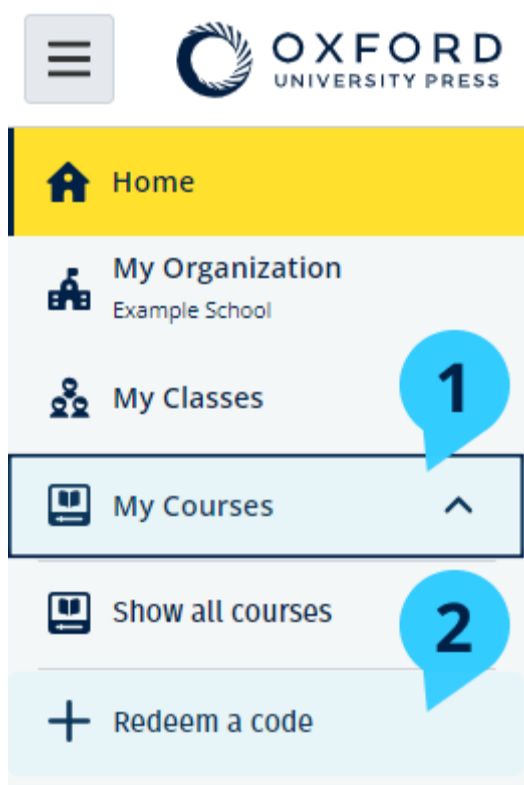 OXFORD
UNIVERSITY PRESS
Home
My Organization
Example School
1
My Classes
My Courses
2
Show all courses
Redeem a code